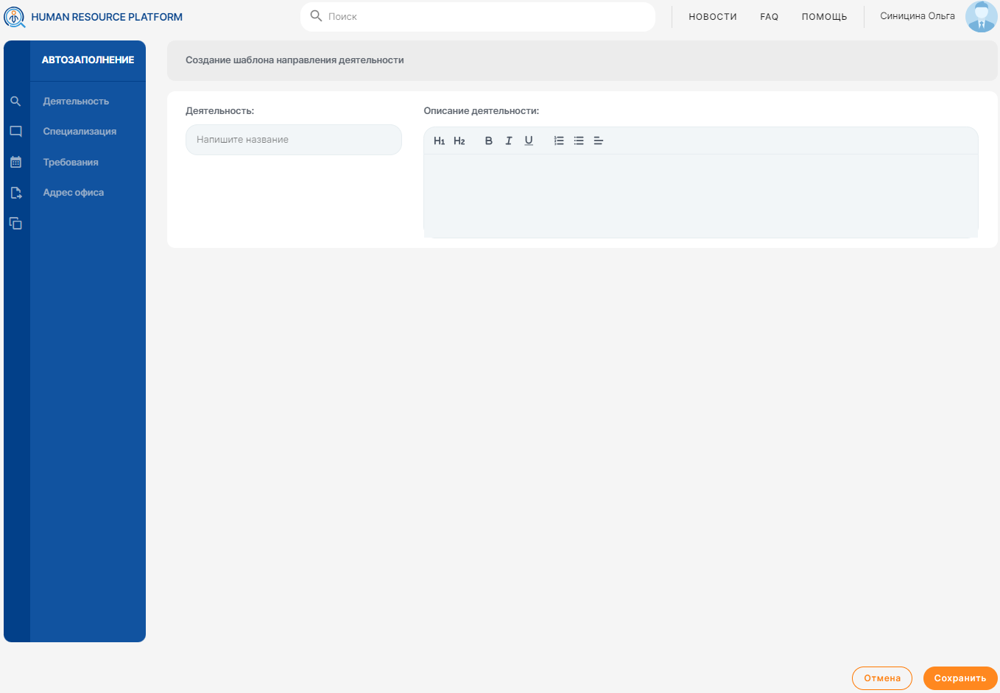 HUMAN RESOURCE PLATFORM
Поиск
НОВОСТИ
FAQ
ПОМОЩЬ
Синицина Ольга
АВТОЗАПОЛНЕНИЕ
Деятельность
Специализация
Требования
Адрес офиса
Создание шаблона направления деятельности
Деятельность:
Напишите название
Описание деятельности:
H1 H2 B I U
Отмена
Сохранить